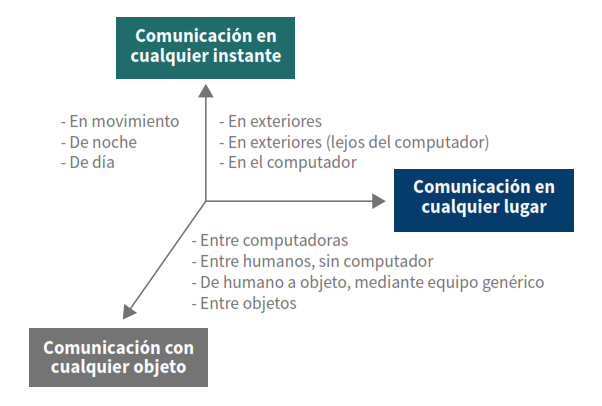 Comunicación en
cualquier instante
- En movimiento
- De noche
- De día
- En exteriores
- En exteriores (lejos del computador)
- En el computador
Comunicación en
cualquier lugar
- Entre computadoras
- Entre humanos, sin computador
- De humano a objeto, mediante equipo genérico
- Entre objetos
Comunicación con
cualquier objeto